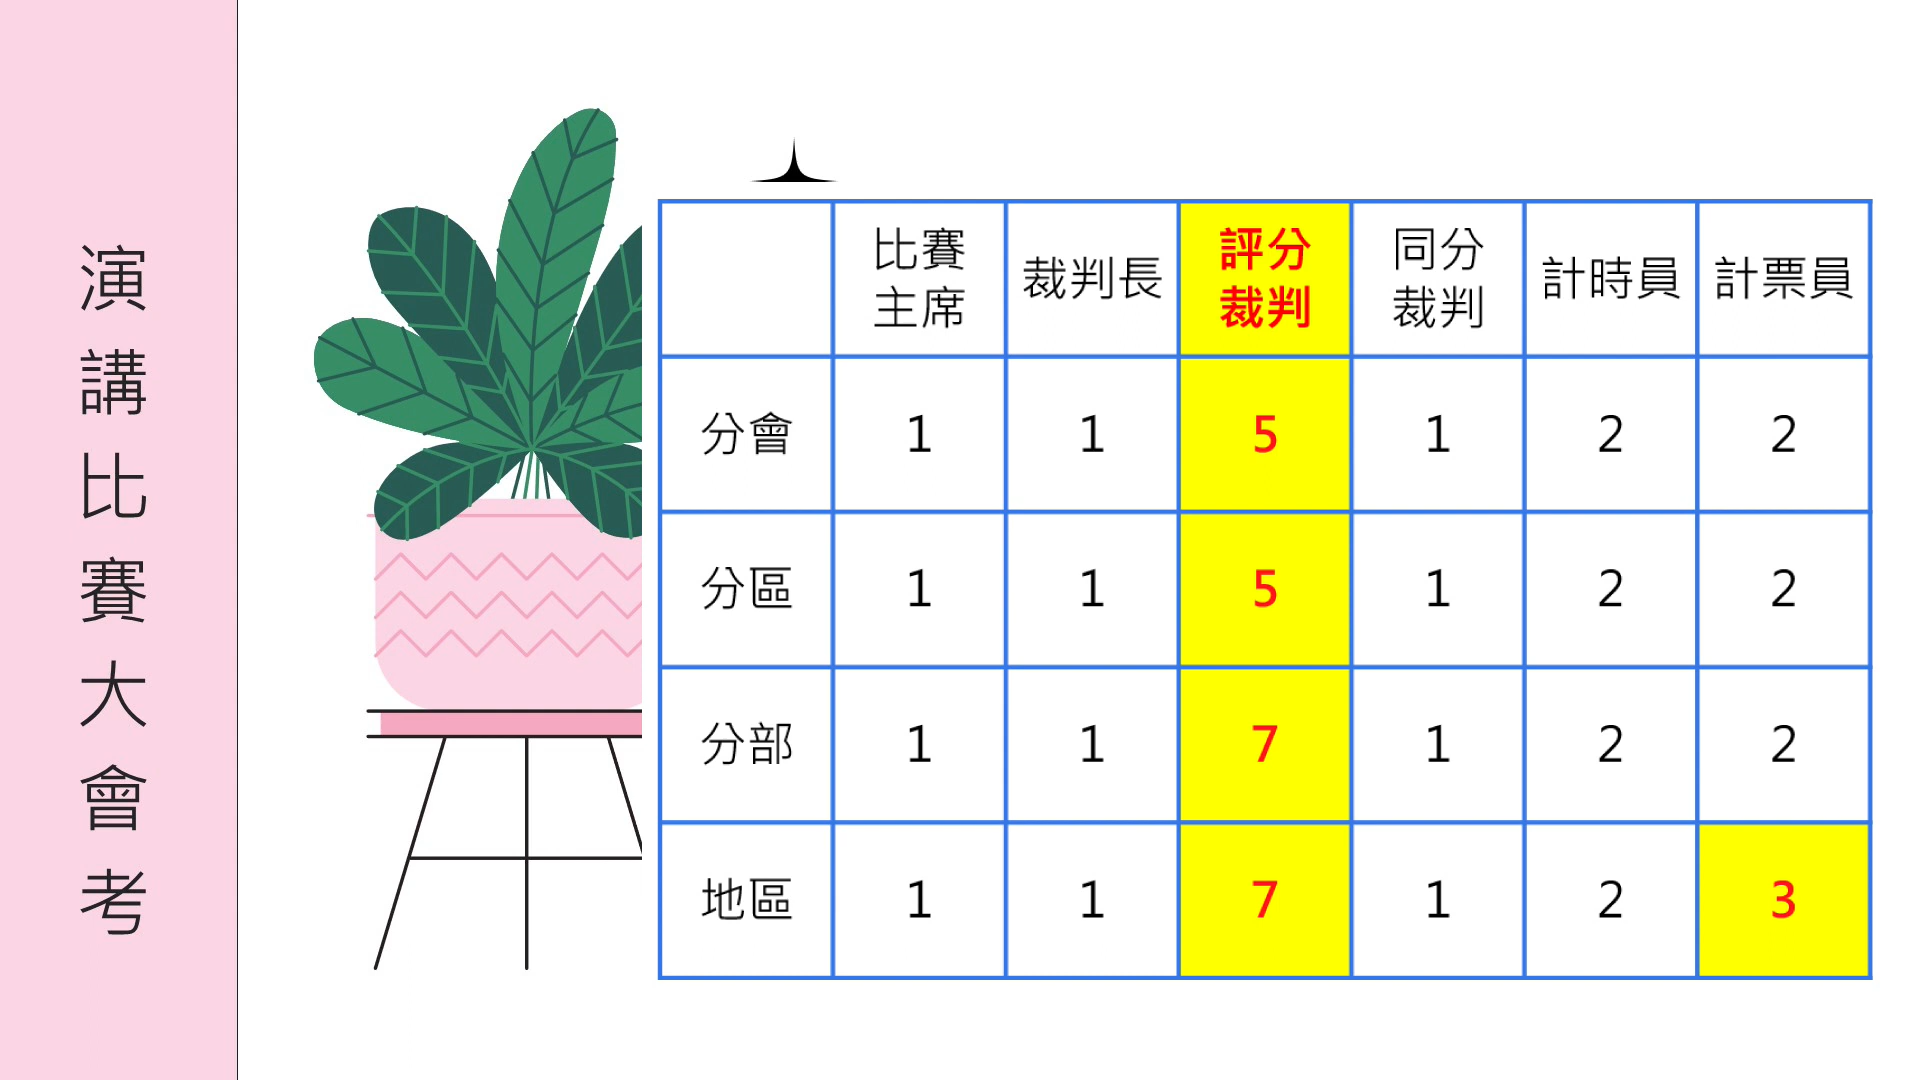 演講比賽大會考
比賽主席 裁判長 評分裁判 同分裁判 計時員 計票員
分會 1 1 5 1 2 2
分區 1 1 5 1 2 2
分部 1 1 7 1 2 2
地區 1 1 7 1 2 3